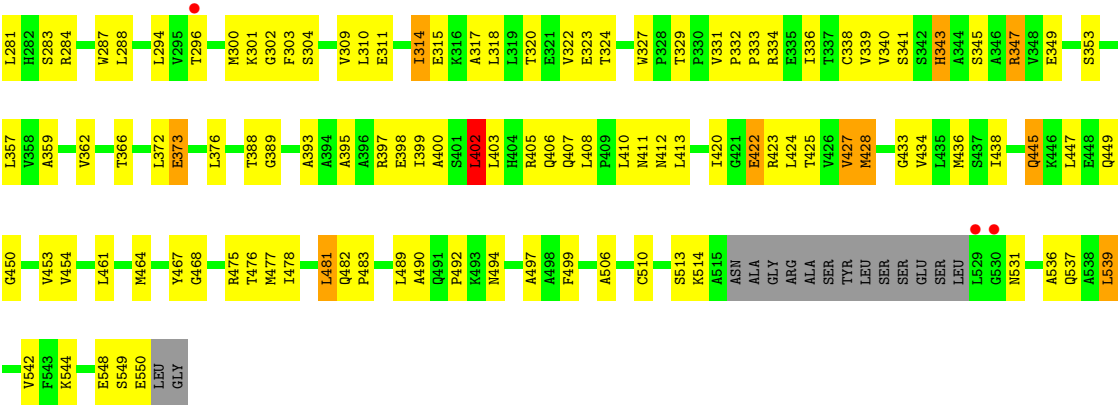 L281 H282 S283 R284 W287 L288 L294 V295 T296 M300 K301 G302 F303 S304 V309 L310 E311 I314 E315 K316 A317 L318 L319 T320 E321 V322 E323 T324 W327 P328 T329 P330 V331 P332 P333 R334 E335 I336 T337 C338 V339 V340 S341 S342 H343 A344 S345 A346 R347 V348 E349 S353
L357 V358 A359 V362 T366 L372 E373 L376 T388 G389 A393 A394 A395 A396 R397 E398 I399 A400 S401 L402 L403 H404 R405 Q406 Q407 L408 P409 L410 N411 N412 L413 I420 G421 E422 R423 L424 T425 V426 V427 M428 G433 V434 L435 M436 S437 I438 Q445 K446 L447 E448 Q449
G450 V453 V454 L461 M464 Y467 G468 R475 T476 M477 I478 L481 Q482 P483 L489 A490 Q491 P492 K493 N494 A497 A498 F499 A506 C510 S513 K514 A515 ASN ALA GLY ARG ALA SER TYR LEU SER SER GLU SER LEU L529 G530 N531 A536 Q537 A538 L539
V542 F543 K544 E548 S549 E550 LEU GLY